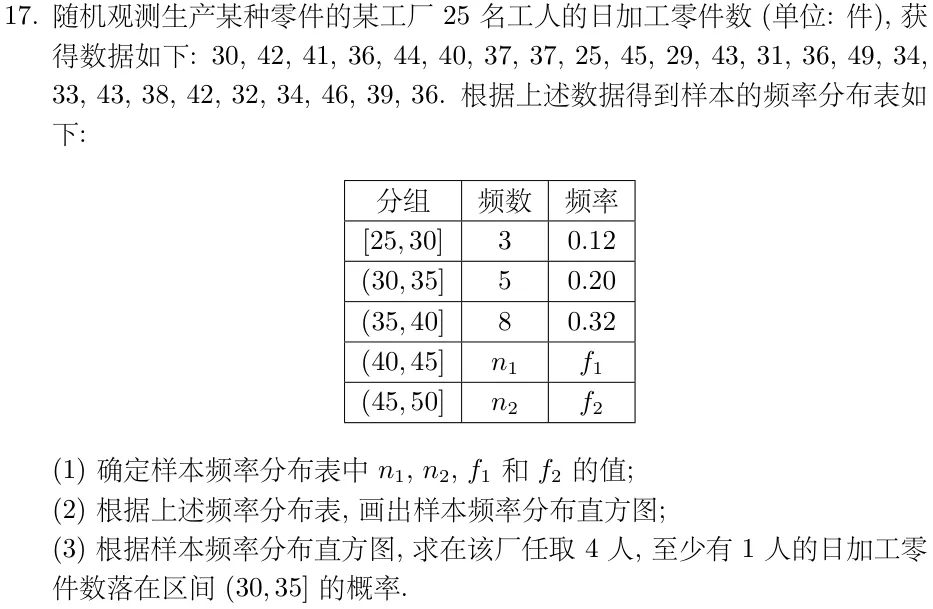 17. 随机观测生产某种零件的某工厂 25 名工人的日加工零件数 (单位: 件), 获
得数据如下: 30, 42, 41, 36, 44, 40, 37, 37, 25, 45, 29, 43, 31, 36, 49, 34,
33, 43, 38, 42, 32, 34, 46, 39, 36. 根据上述数据得到样本的频率分布表如
下:
分组 频数 频率
[25, 30] 3 0.12
(30, 35] 5 0.20
(35, 40] 8 0.32
(40, 45] n₁ f₁
(45, 50] n₂ f₂
(1) 确定样本频率分布表中 n₁, n₂, f₁ 和 f₂ 的值;
(2) 根据上述频率分布表, 画出样本频率分布直方图;
(3) 根据样本频率分布直方图, 求在该厂任取 4 人, 至少有 1 人的日加工零
件数落在区间 (30, 35] 的概率.